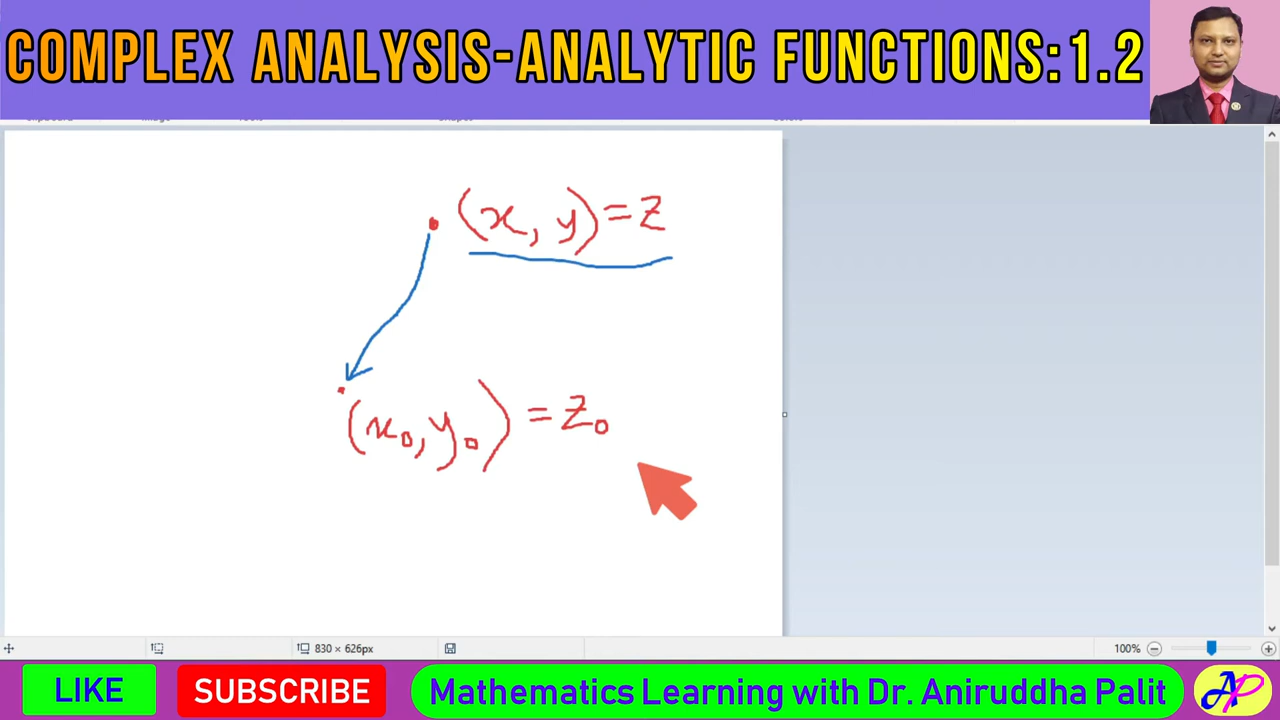 COMPLEX ANALYSIS-ANALYTIC FUNCTIONS:1.2
(x, y) = z
(x₀, y₀) = z₀
830 × 626px
100%
LIKE
SUBSCRIBE
Mathematics Learning with Dr. Aniruddha Palit
AP